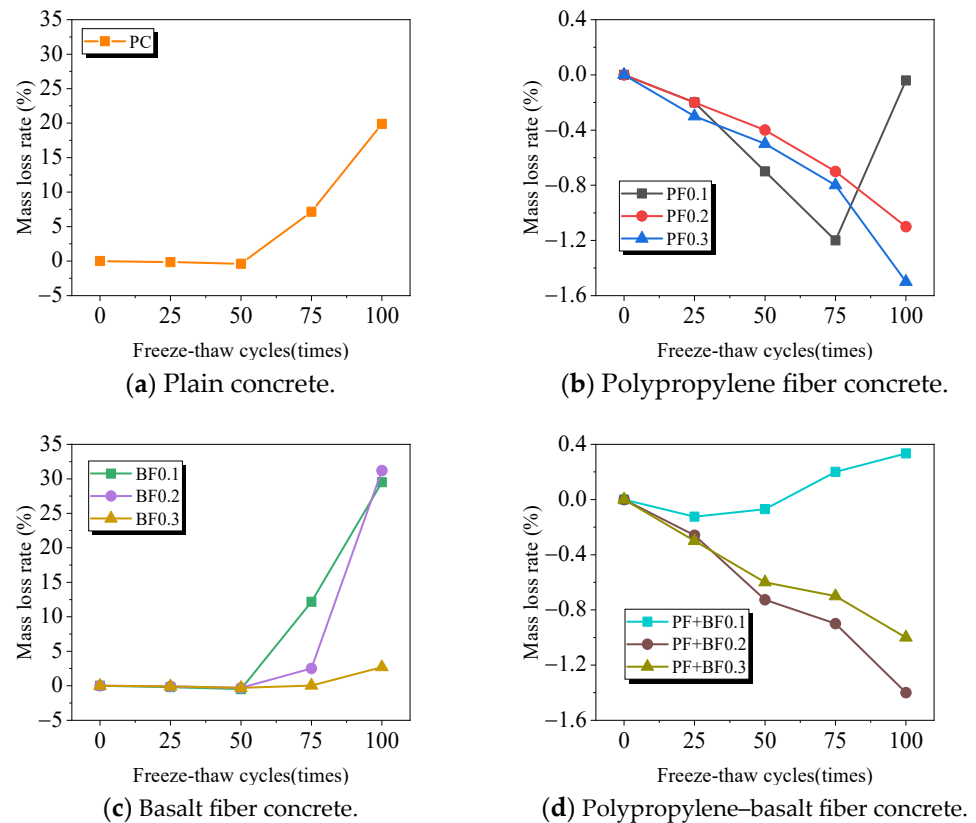 35
30
25
20
15
10
5
0
−5
Mass loss rate (%)
PC
0 25 50 75 100
Freeze-thaw cycles(times)
(a) Plain concrete.
0.4
0.0
−0.4
−0.8
−1.2
−1.6
Mass loss rate (%)
PF0.1
PF0.2
PF0.3
0 25 50 75 100
Freeze-thaw cycles(times)
(b) Polypropylene fiber concrete.
35
30
25
20
15
10
5
0
−5
Mass loss rate (%)
BF0.1
BF0.2
BF0.3
0 25 50 75 100
Freeze-thaw cycles(times)
(c) Basalt fiber concrete.
0.4
0.0
−0.4
−0.8
−1.2
−1.6
Mass loss rate (%)
PF+BF0.1
PF+BF0.2
PF+BF0.3
0 25 50 75 100
Freeze-thaw cycles(times)
(d) Polypropylene–basalt fiber concrete.